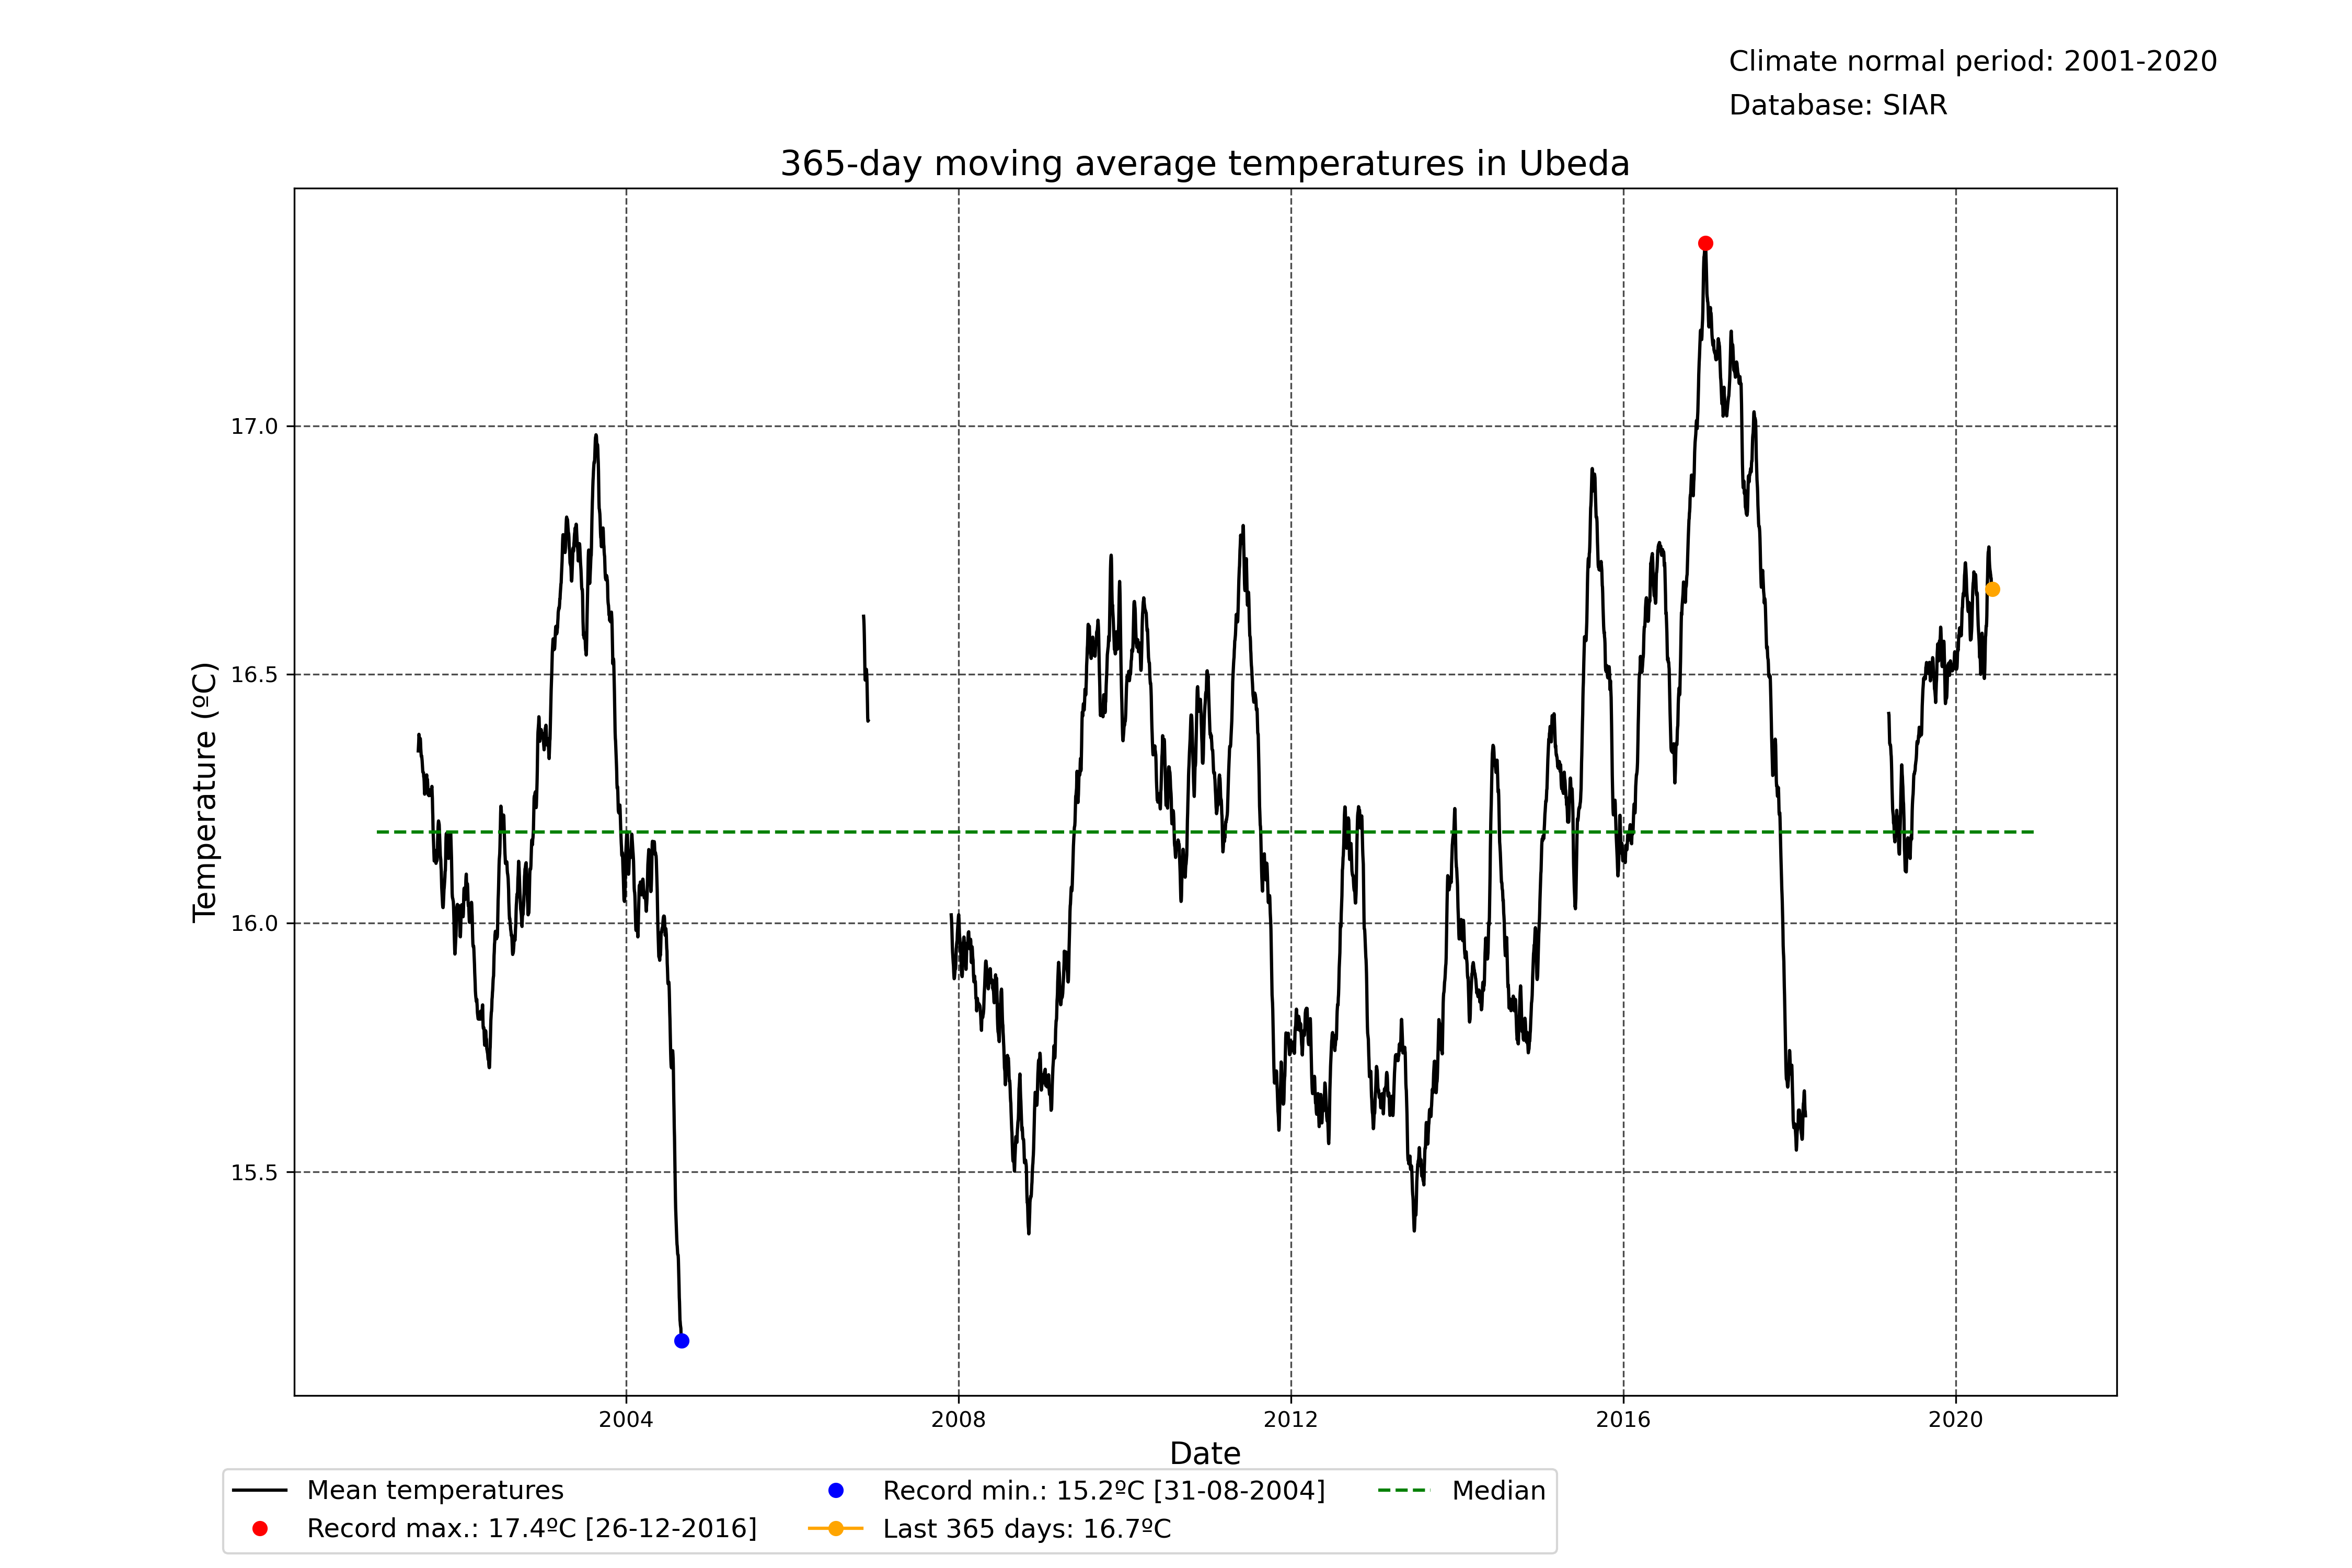 Climate normal period: 2001-2020
Database: SIAR
365-day moving average temperatures in Ubeda
Temperature (ºC)
17.0
16.5
16.0
15.5
2004 2008 2012 2016 2020
Date
Mean temperatures
Record max.: 17.4ºC [26-12-2016]
Record min.: 15.2ºC [31-08-2004]
Last 365 days: 16.7ºC
Median